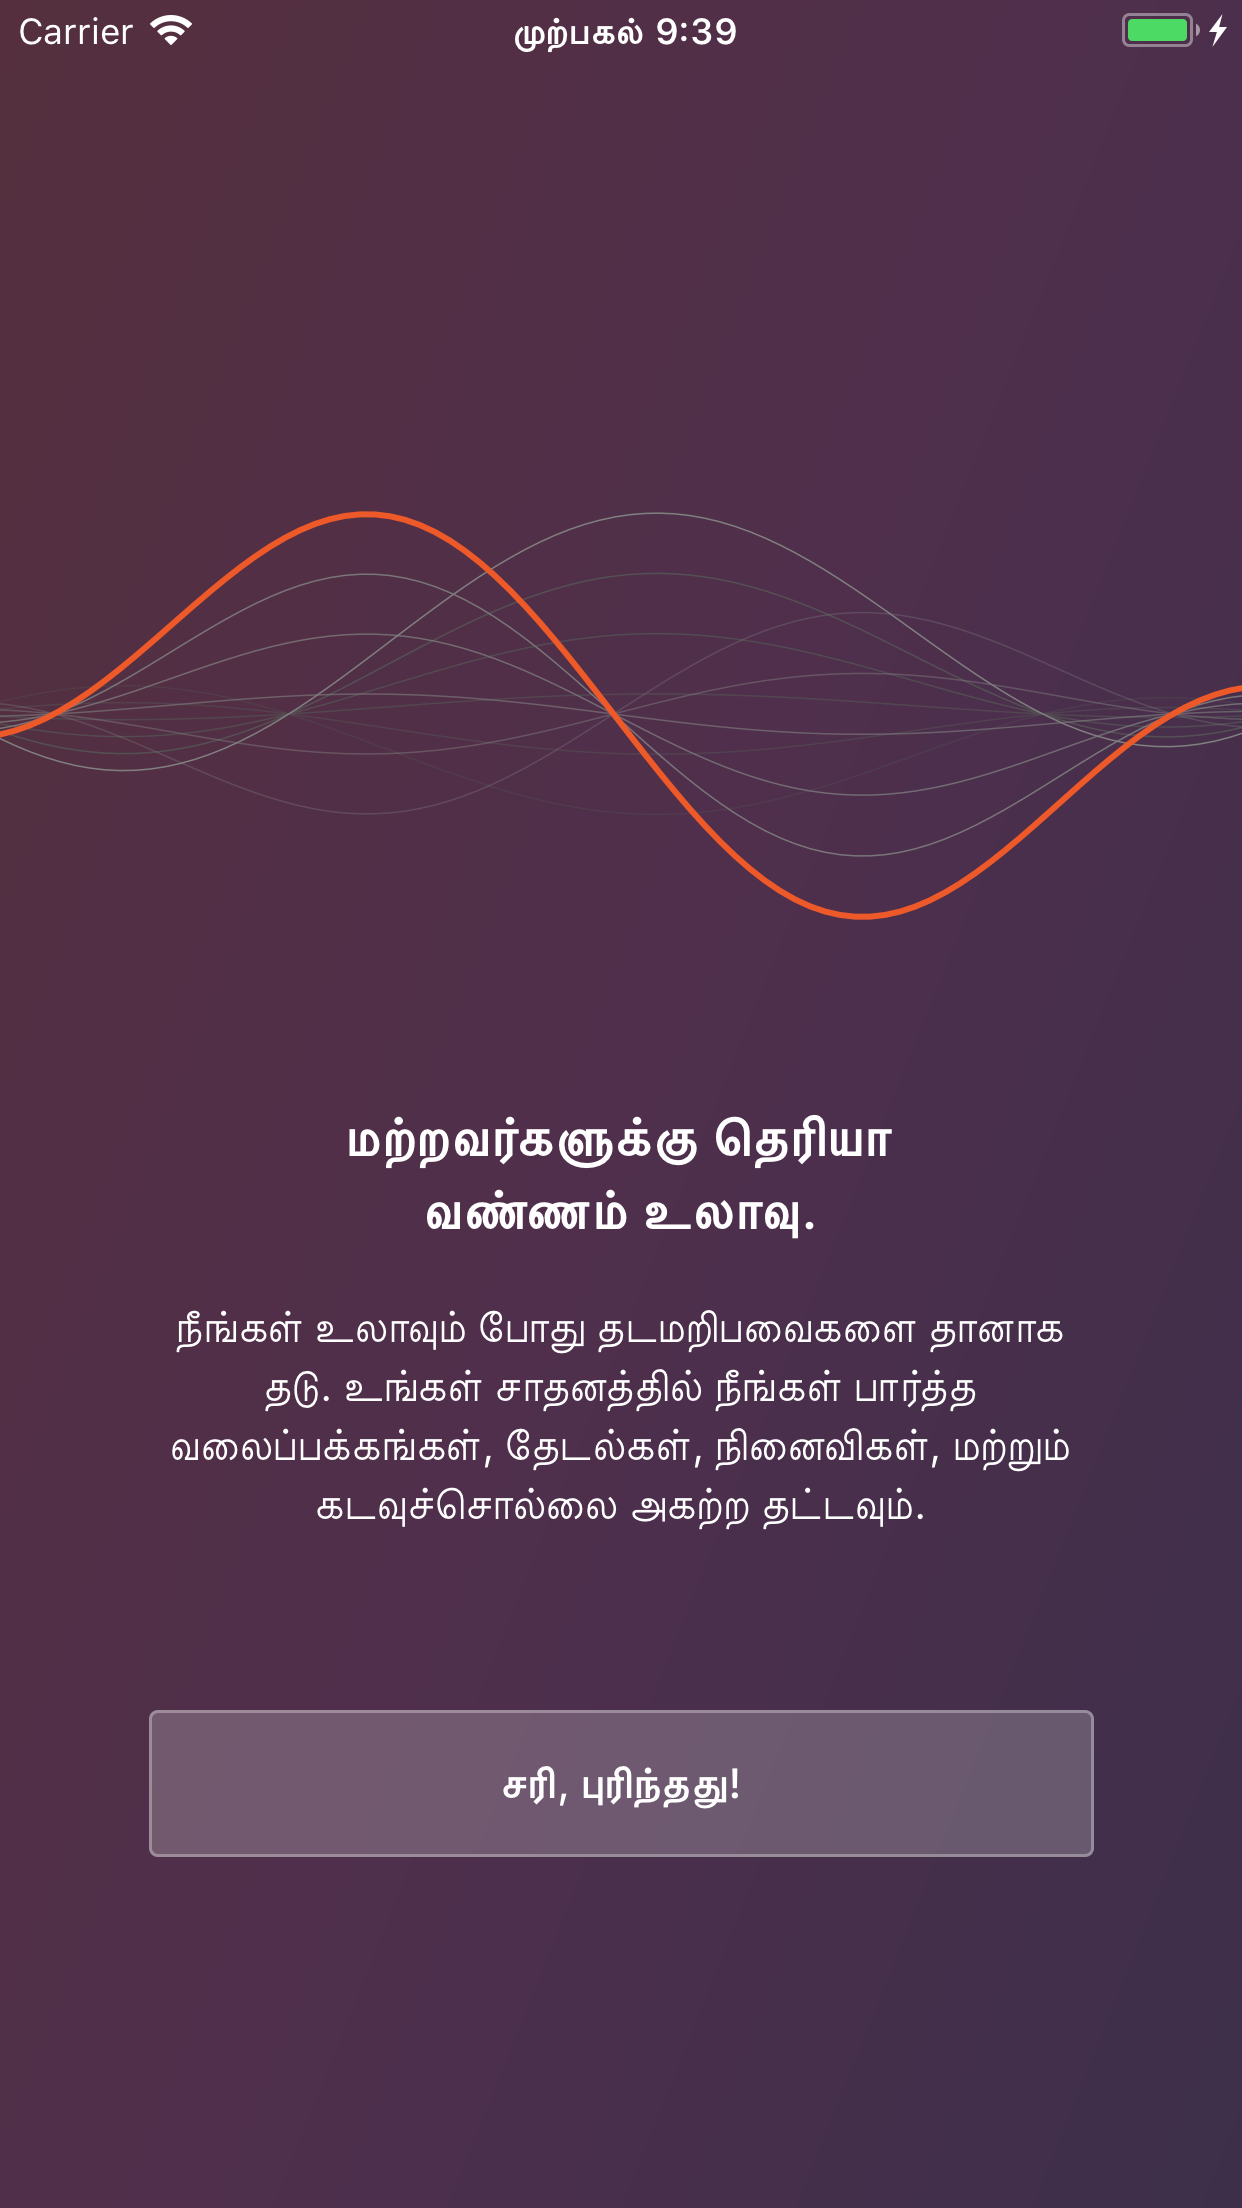 Carrier
முற்பகல் 9:39
மற்றவர்களுக்கு தெரியா
வண்ணம் உலாவு.
நீங்கள் உலாவும் போது தடமறிபவைகளை தானாக
தடு. உங்கள் சாதனத்தில் நீங்கள் பார்த்த
வலைப்பக்கங்கள், தேடல்கள், நினைவிகள், மற்றும்
கடவுச்சொல்லை அகற்ற தட்டவும்.
சரி, புரிந்தது!